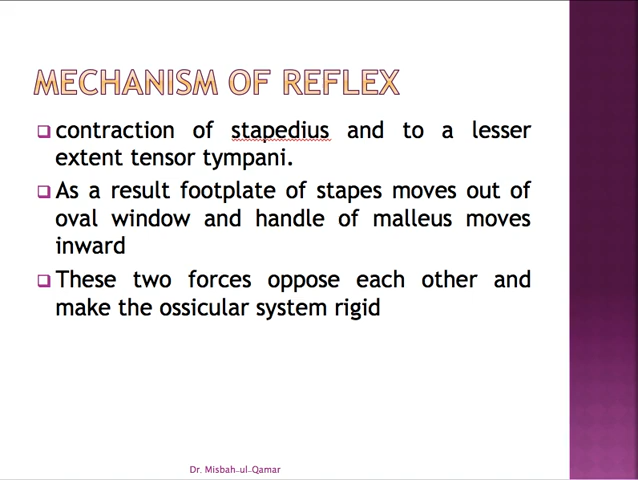 MECHANISM OF REFLEX
❑ contraction of stapedius and to a lesser
extent tensor tympani.
❑ As a result footplate of stapes moves out of
oval window and handle of malleus moves
inward
❑ These two forces oppose each other and
make the ossicular system rigid
Dr. Misbah-ul-Qamar